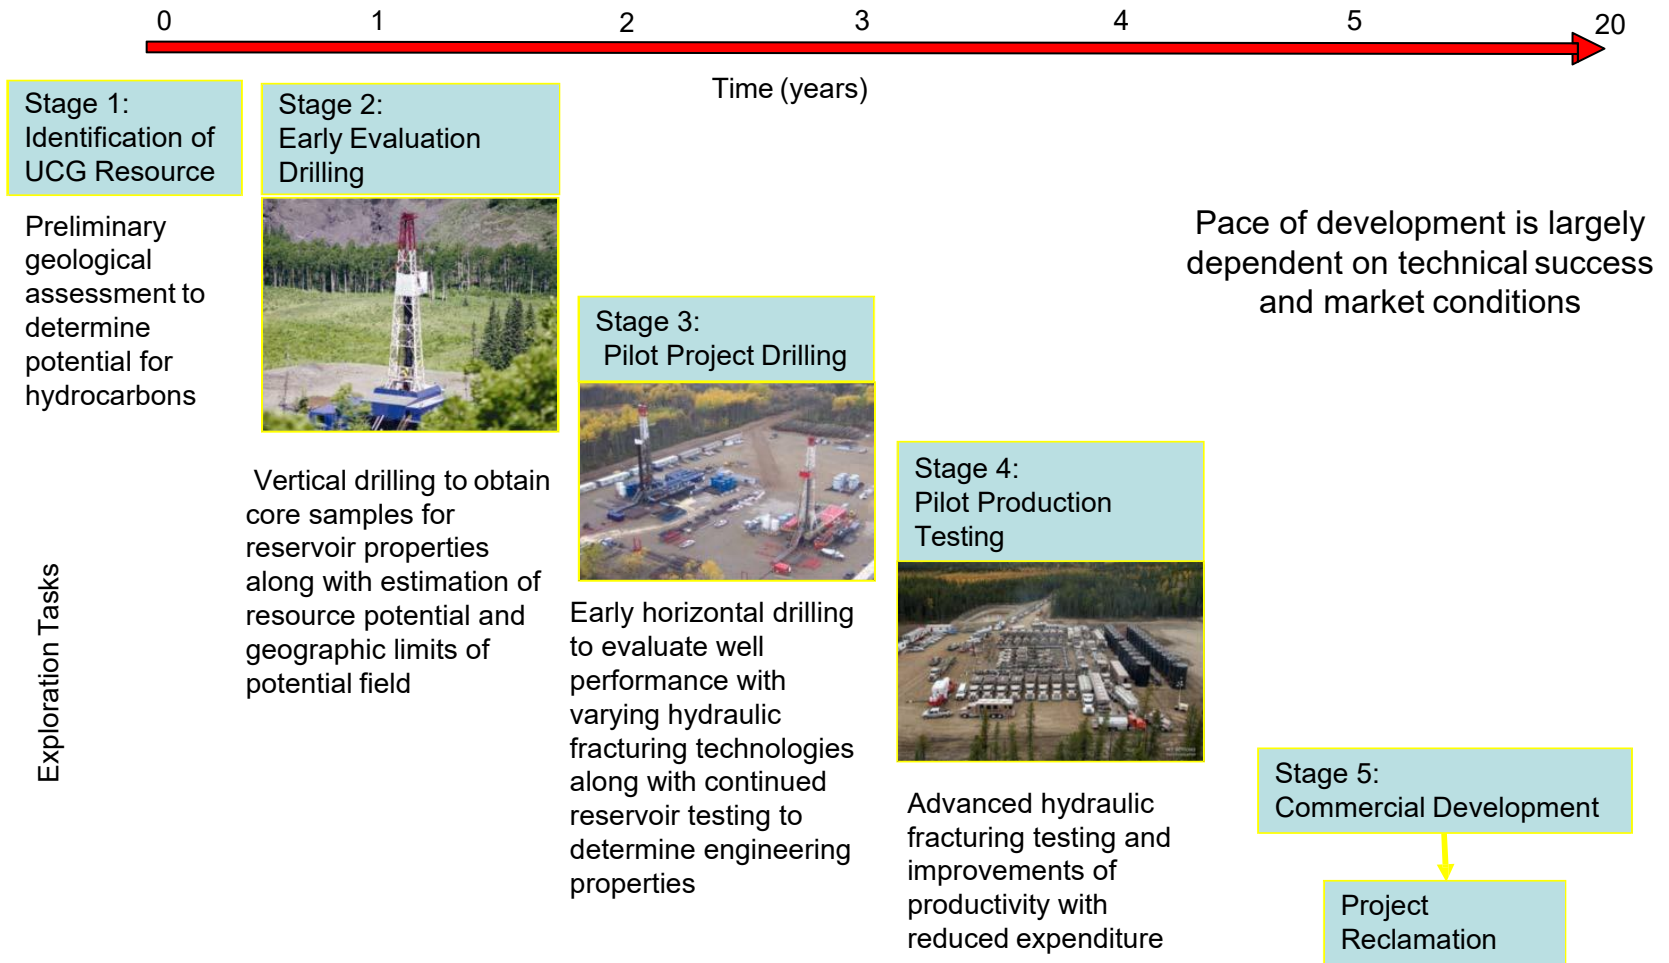 0 1 2 3 4 5 20
Time (years)
Stage 1:
Identification of
UCG Resource
Preliminary
geological
assessment to
determine
potential for
hydrocarbons
Stage 2:
Early Evaluation
Drilling
Vertical drilling to obtain
core samples for
reservoir properties
along with estimation of
resource potential and
geographic limits of
potential field
Stage 3:
Pilot Project Drilling
Early horizontal drilling
to evaluate well
performance with
varying hydraulic
fracturing technologies
along with continued
reservoir testing to
determine engineering
properties
Stage 4:
Pilot Production
Testing
Advanced hydraulic
fracturing testing and
improvements of
productivity with
reduced expenditure
Pace of development is largely
dependent on technical success
and market conditions
Stage 5:
Commercial Development
Project
Reclamation
Exploration Tasks